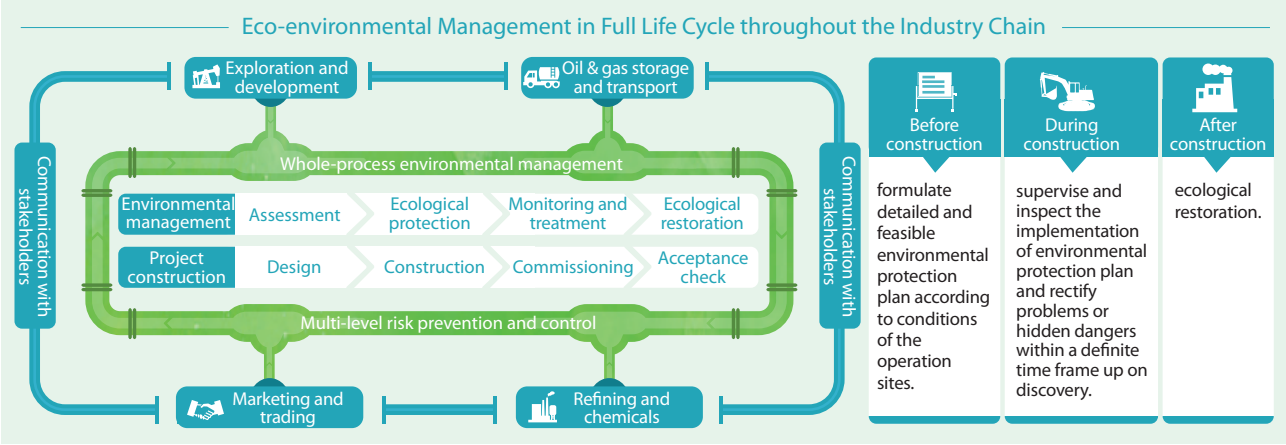 Eco-environmental Management in Full Life Cycle throughout the Industry Chain
Exploration and
development
Oil & gas storage
and transport
Communication with
stakeholders
Whole-process environmental management
Environmental
management
Assessment
Ecological
protection
Monitoring and
treatment
Ecological
restoration
Project
construction
Design
Construction
Commissioning
Acceptance
check
Multi-level risk prevention and control
Marketing and
trading
Refining and
chemicals
Communication with
stakeholders
Before
construction
formulate
detailed and
feasible
environmental
protection
plan according
to conditions
of the
operation
sites.
During
construction
supervise and
inspect the
implementation
of environmental
protection plan
and rectify
problems or
hidden dangers
within a definite
time frame up on
discovery.
After
construction
ecological
restoration.